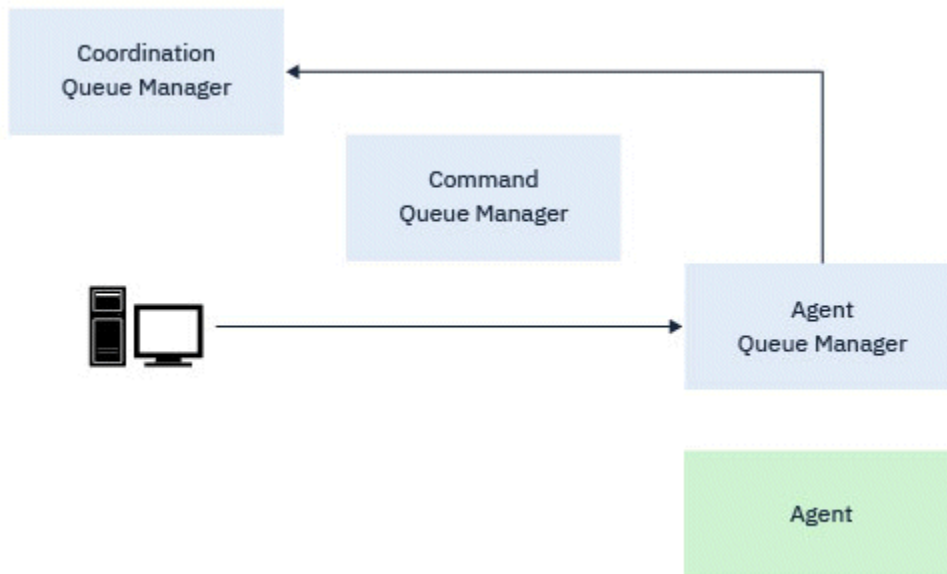 Coordination
Queue Manager
Command
Queue Manager
Agent
Queue Manager
Agent